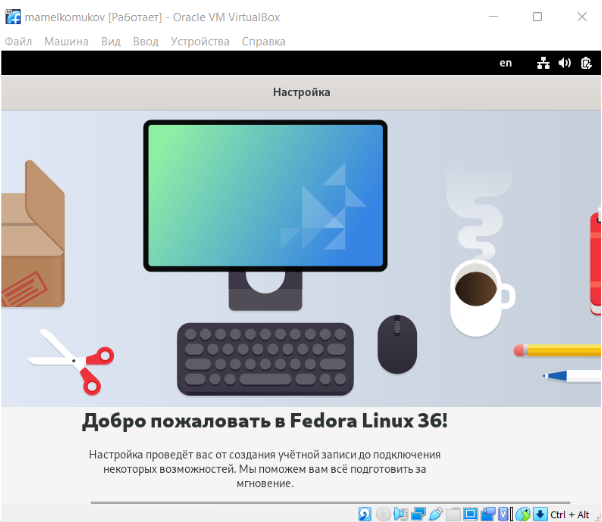 mamelkomukov [Работает] - Oracle VM VirtualBox
Файл Машина Вид Ввод Устройства Справка
en
Настройка
Добро пожаловать в Fedora Linux 36!
Настройка проведёт вас от создания учётной записи до подключения
некоторых возможностей. Мы поможем вам всё подготовить за
мгновение.
Ctrl + Alt